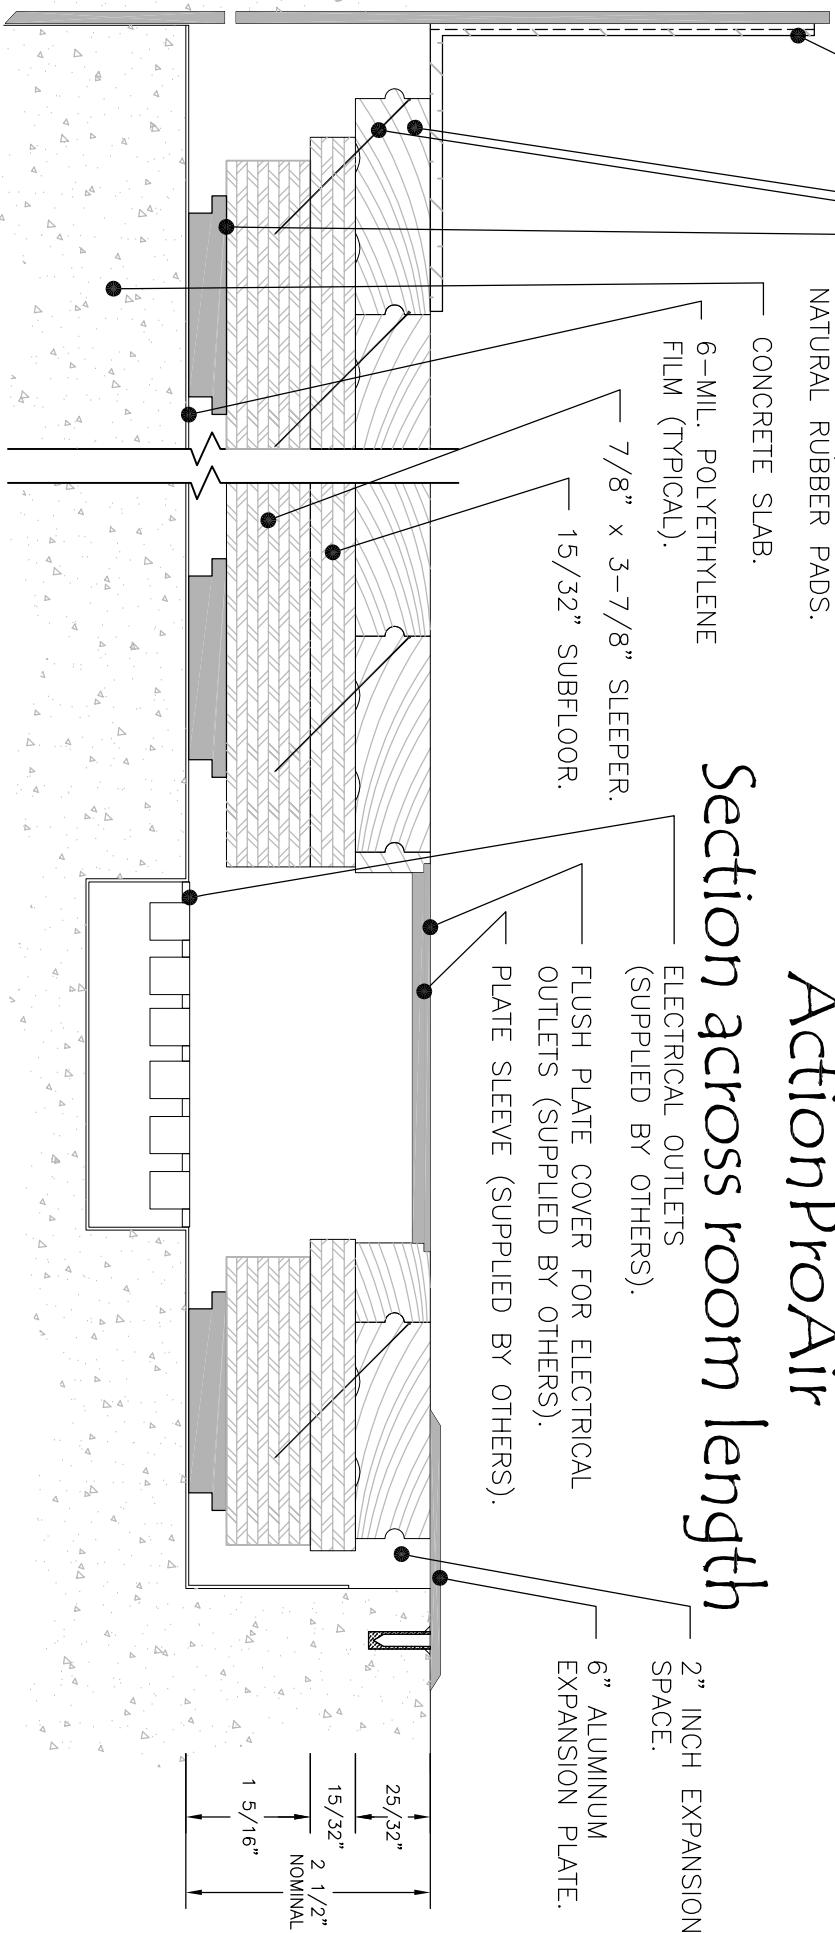 ActionProAir
Section across room length
NATURAL RUBBER PADS.
CONCRETE SLAB.
6-MIL. POLYETHYLENE
FILM (TYPICAL).
7/8" x 3-7/8" SLEEPER.
15/32" SUBFLOOR.
ELECTRICAL OUTLETS
(SUPPLIED BY OTHERS).
FLUSH PLATE COVER FOR ELECTRICAL
OUTLETS (SUPPLIED BY OTHERS).
PLATE SLEEVE (SUPPLIED BY OTHERS).
2" INCH EXPANSION
SPACE.
6" ALUMINUM
EXPANSION PLATE.
25/32"
15/32"
1 5/16"
2 1/2"
NOMINAL